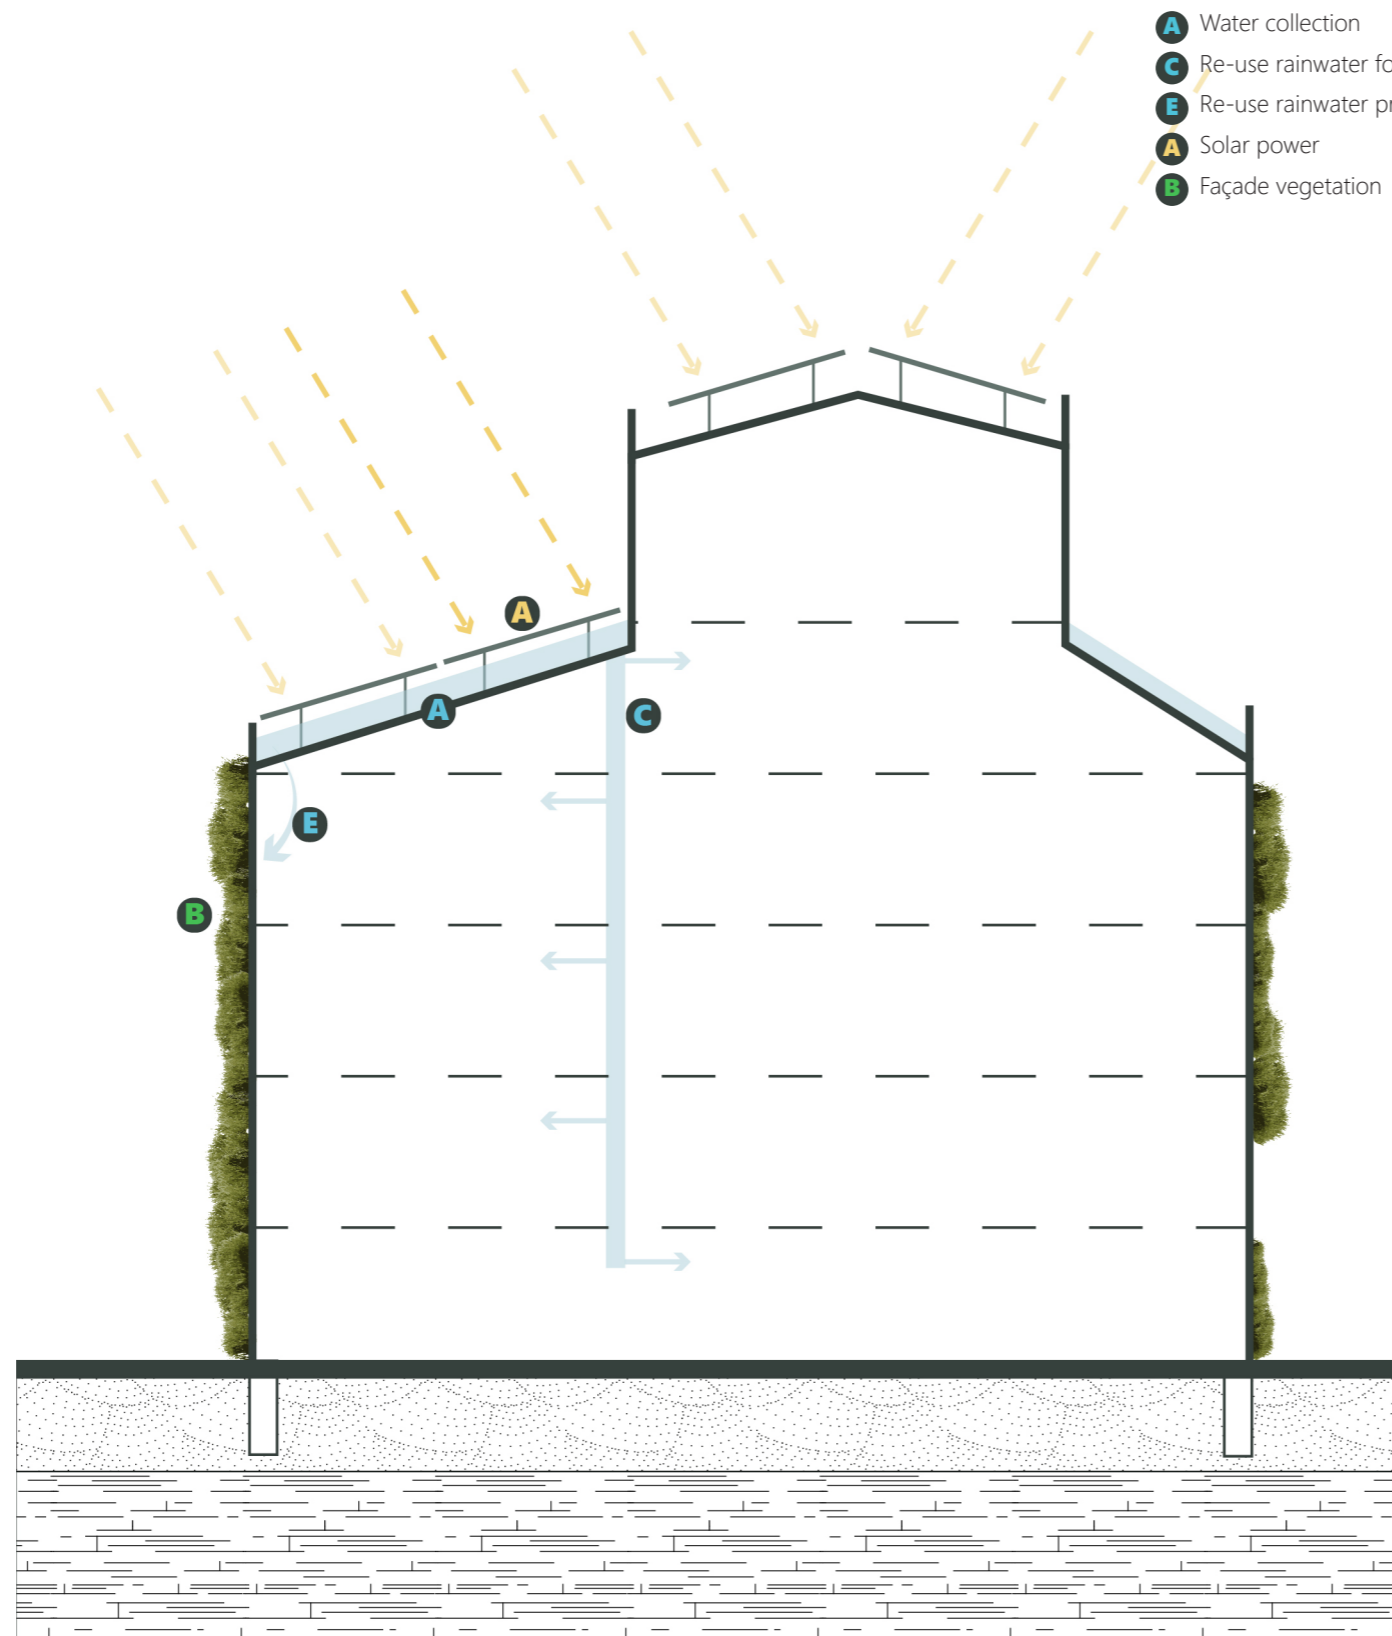 A Water collection
C Re-use rainwater
E Re-use rainwater
A Solar power
B Façade vegetation
A
A
C
E
B